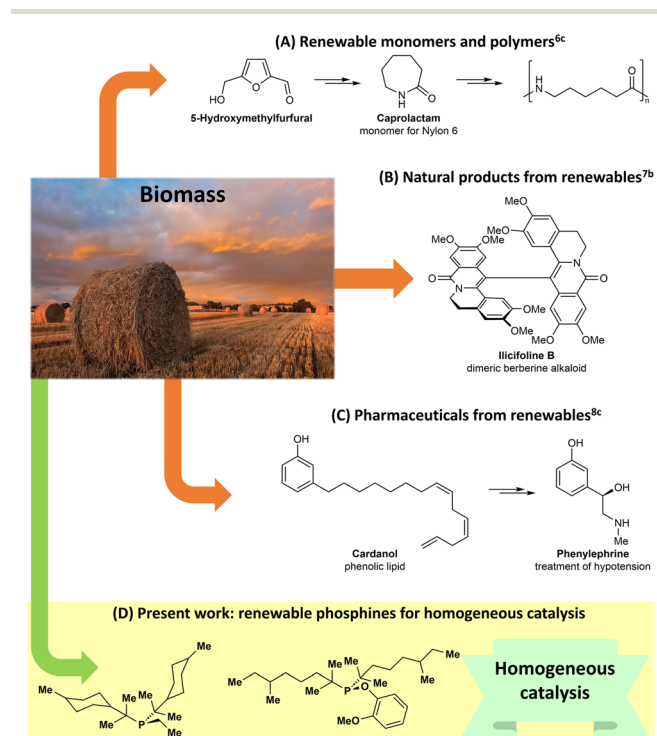 (A) Renewable monomers and polymers6c
HO
O
O
N
H
O
H
N
O
n
5-Hydroxymethylfurfural
Caprolactam
monomer for Nylon 6
Biomass
(B) Natural products from renewables7b
MeO
MeO
MeO
OMe
O
N
N
O
OMe
OMe
MeO
OMe
Ilicifoline B
dimeric berberine alkaloid
(C) Pharmaceuticals from renewables8c
OH
OH
OH
NH
Me
Cardanol
phenolic lipid
Phenylephrine
treatment of hypotension
(D) Present work: renewable phosphines for homogeneous catalysis
Me
Me
Me
Me
P
Me
Me
Me
Me
Me
Me
Me
Me
Me
Me
P
O
MeO
Homogeneous
catalysis